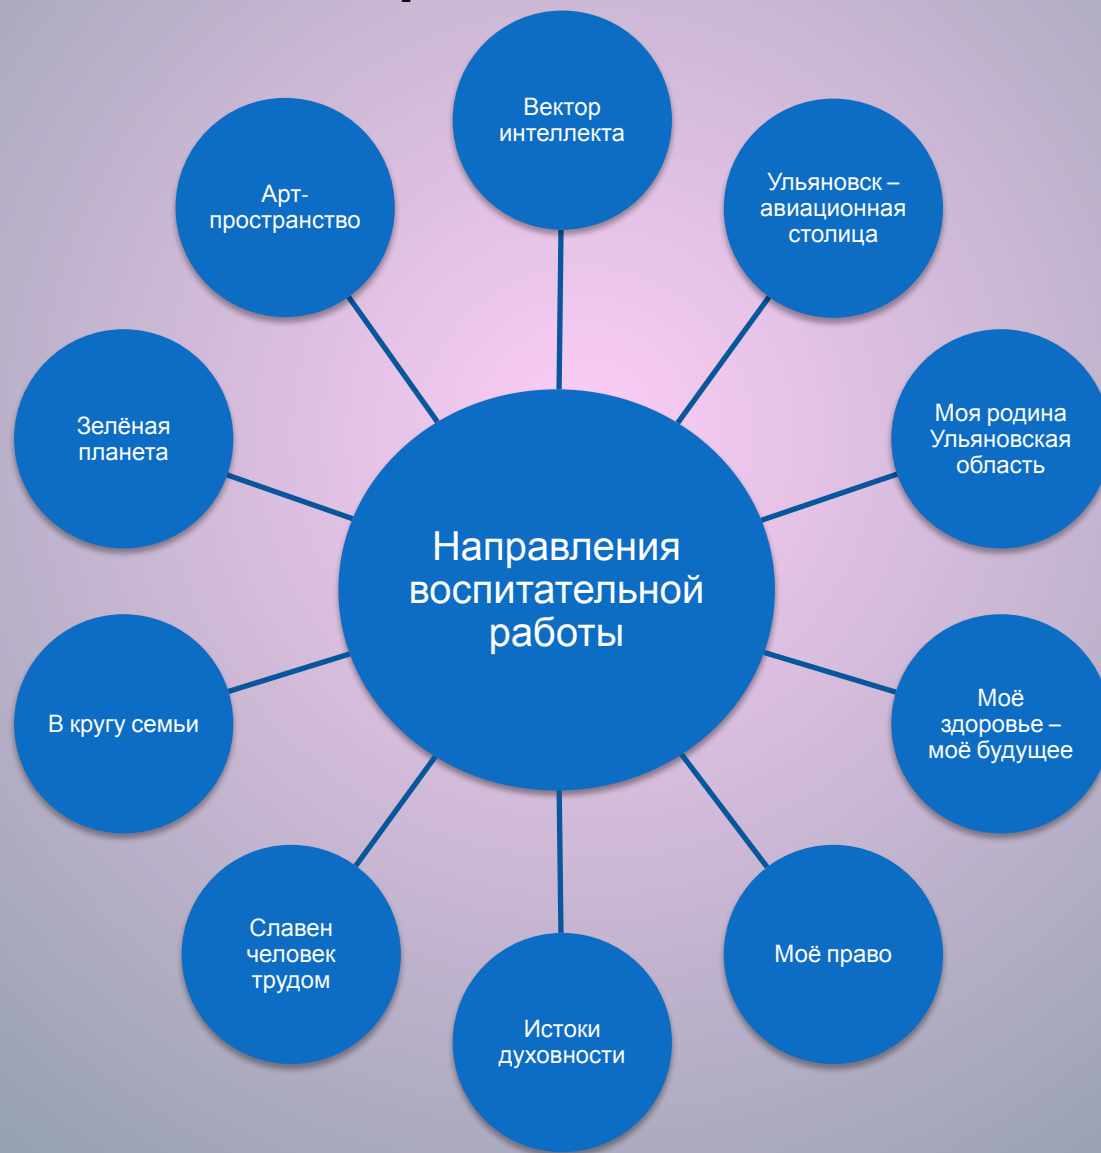 Вектор
интеллекта
Ульяновск –
авиационная
столица
Моя родина
Ульяновская
область
Моё
здоровье –
моё будущее
Моё право
Истоки
духовности
Славен
человек
трудом
В кругу семьи
Зелёная
планета
Арт-
пространство
Направления
воспитательной
работы